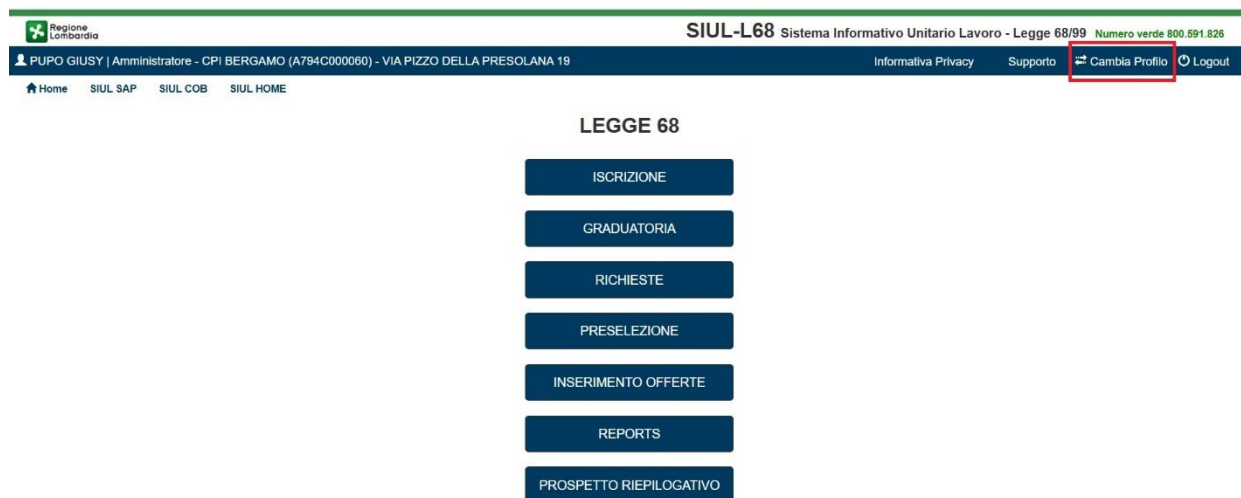 Regione
Lombardia
SIUL-L68 Sistema Informativo Unitario Lavoro - Legge 68/99 Numero verde 800.591.826
PUPO GIUSY | Amministratore - CPI BERGAMO (A794C000060) - VIA PIZZO DELLA PRESOLANA 19 Informativa Privacy Supporto Cambia Profilo Logout
Home SIUL SAP SIUL COB SIUL HOME
LEGGE 68
ISCRIZIONE
GRADUATORIA
RICHIESTE
PRESELEZIONE
INSERIMENTO OFFERTE
REPORTS
PROSPETTO RIEPILOGATIVO